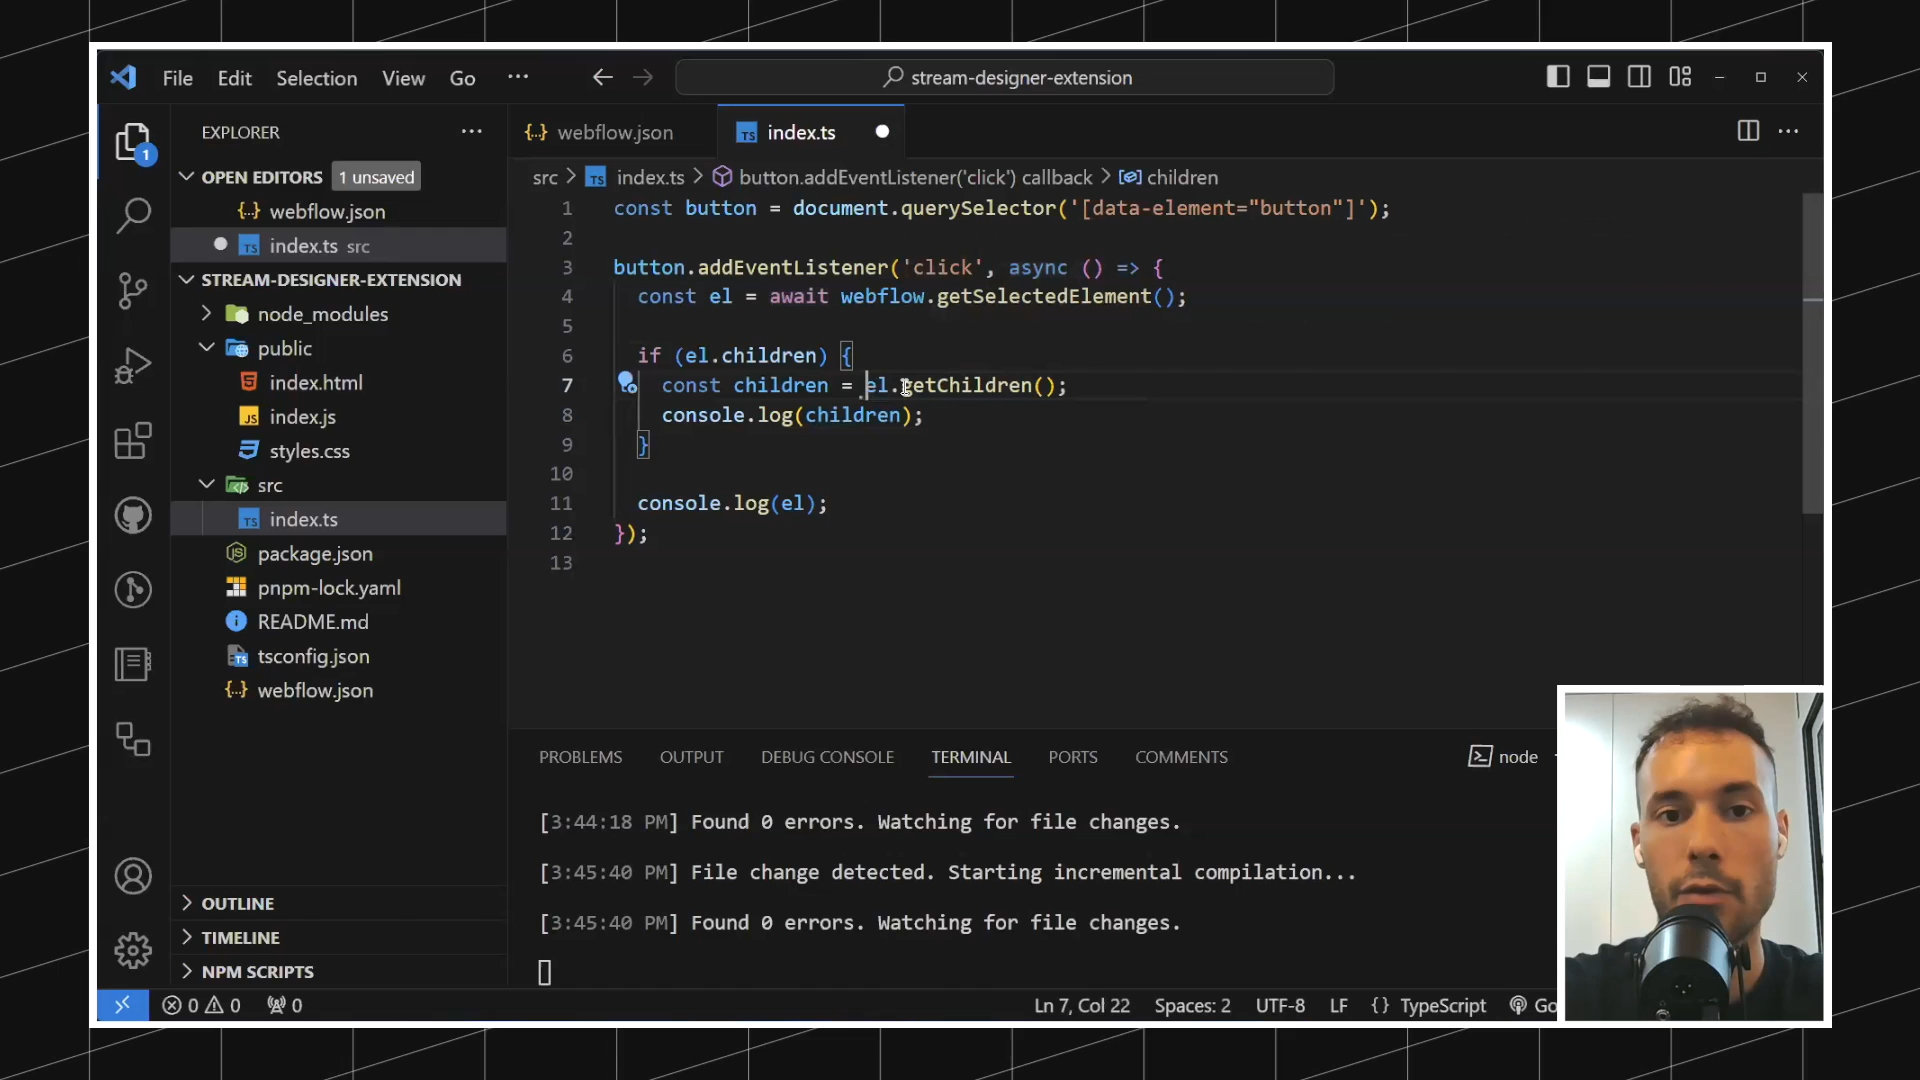 File Edit Selection View Go ··· stream-designer-extension
EXPLORER ···
1
OPEN EDITORS 1 unsaved
webflow.json
index.ts src
STREAM-DESIGNER-EXTENSION
node_modules
public
index.html
index.js
styles.css
src
index.ts
package.json
pnpm-lock.yaml
README.md
tsconfig.json
webflow.json
OUTLINE
TIMELINE
NPM SCRIPTS
webflow.json index.ts
src > index.ts > button.addEventListener('click') callback > children
1 const button = document.querySelector('[data-element="button"]');
2
3 button.addEventListener('click', async () => {
4 const el = await webflow.getSelectedElement();
5
6 if (el.children) {
7 const children = el.getChildren();
8 console.log(children);
9 }
10
11 console.log(el);
12 });
13
PROBLEMS OUTPUT DEBUG CONSOLE TERMINAL PORTS COMMENTS node
[3:44:18 PM] Found 0 errors. Watching for file changes.
[3:45:40 PM] File change detected. Starting incremental compilation...
[3:45:40 PM] Found 0 errors. Watching for file changes.
0 0 0 Ln 7, Col 22 Spaces: 2 UTF-8 LF {} TypeScript Go